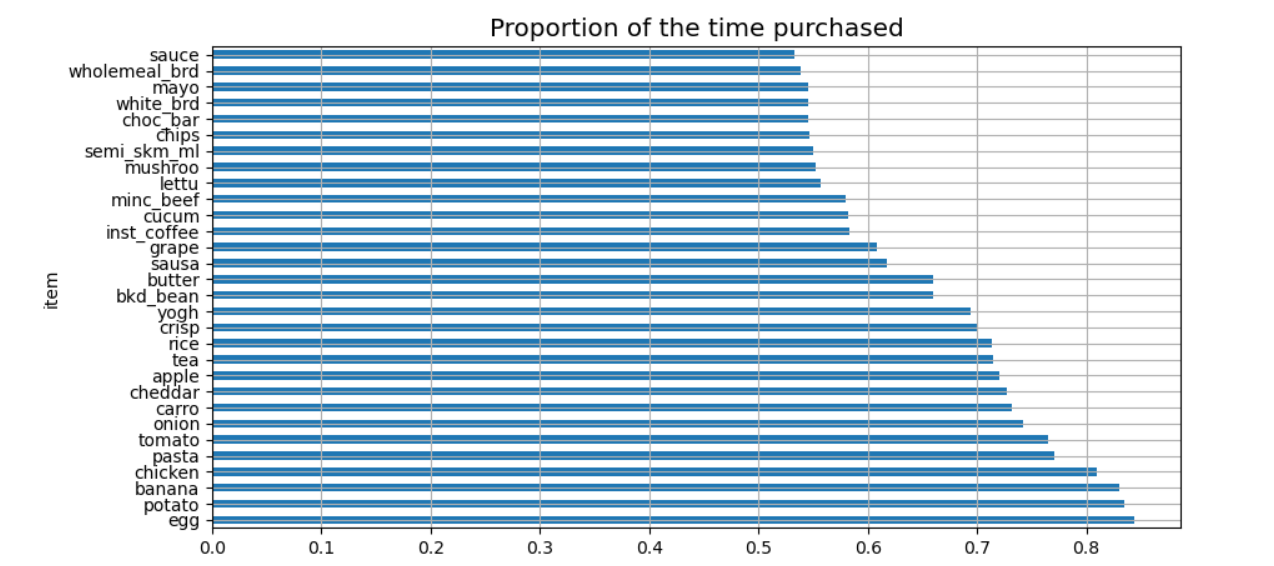 Proportion of the time purchased
sauce
wholemeal_brd
mayo
white_brd
choc_bar
chips
semi_skm_ml
mushroo
lettu
minc_beef
cucum
inst_coffee
grape
sausa
butter
bkd_bean
yogh
crisp
rice
tea
apple
cheddar
carro
onion
tomato
pasta
chicken
banana
potato
egg
item
0.0 0.1 0.2 0.3 0.4 0.5 0.6 0.7 0.8